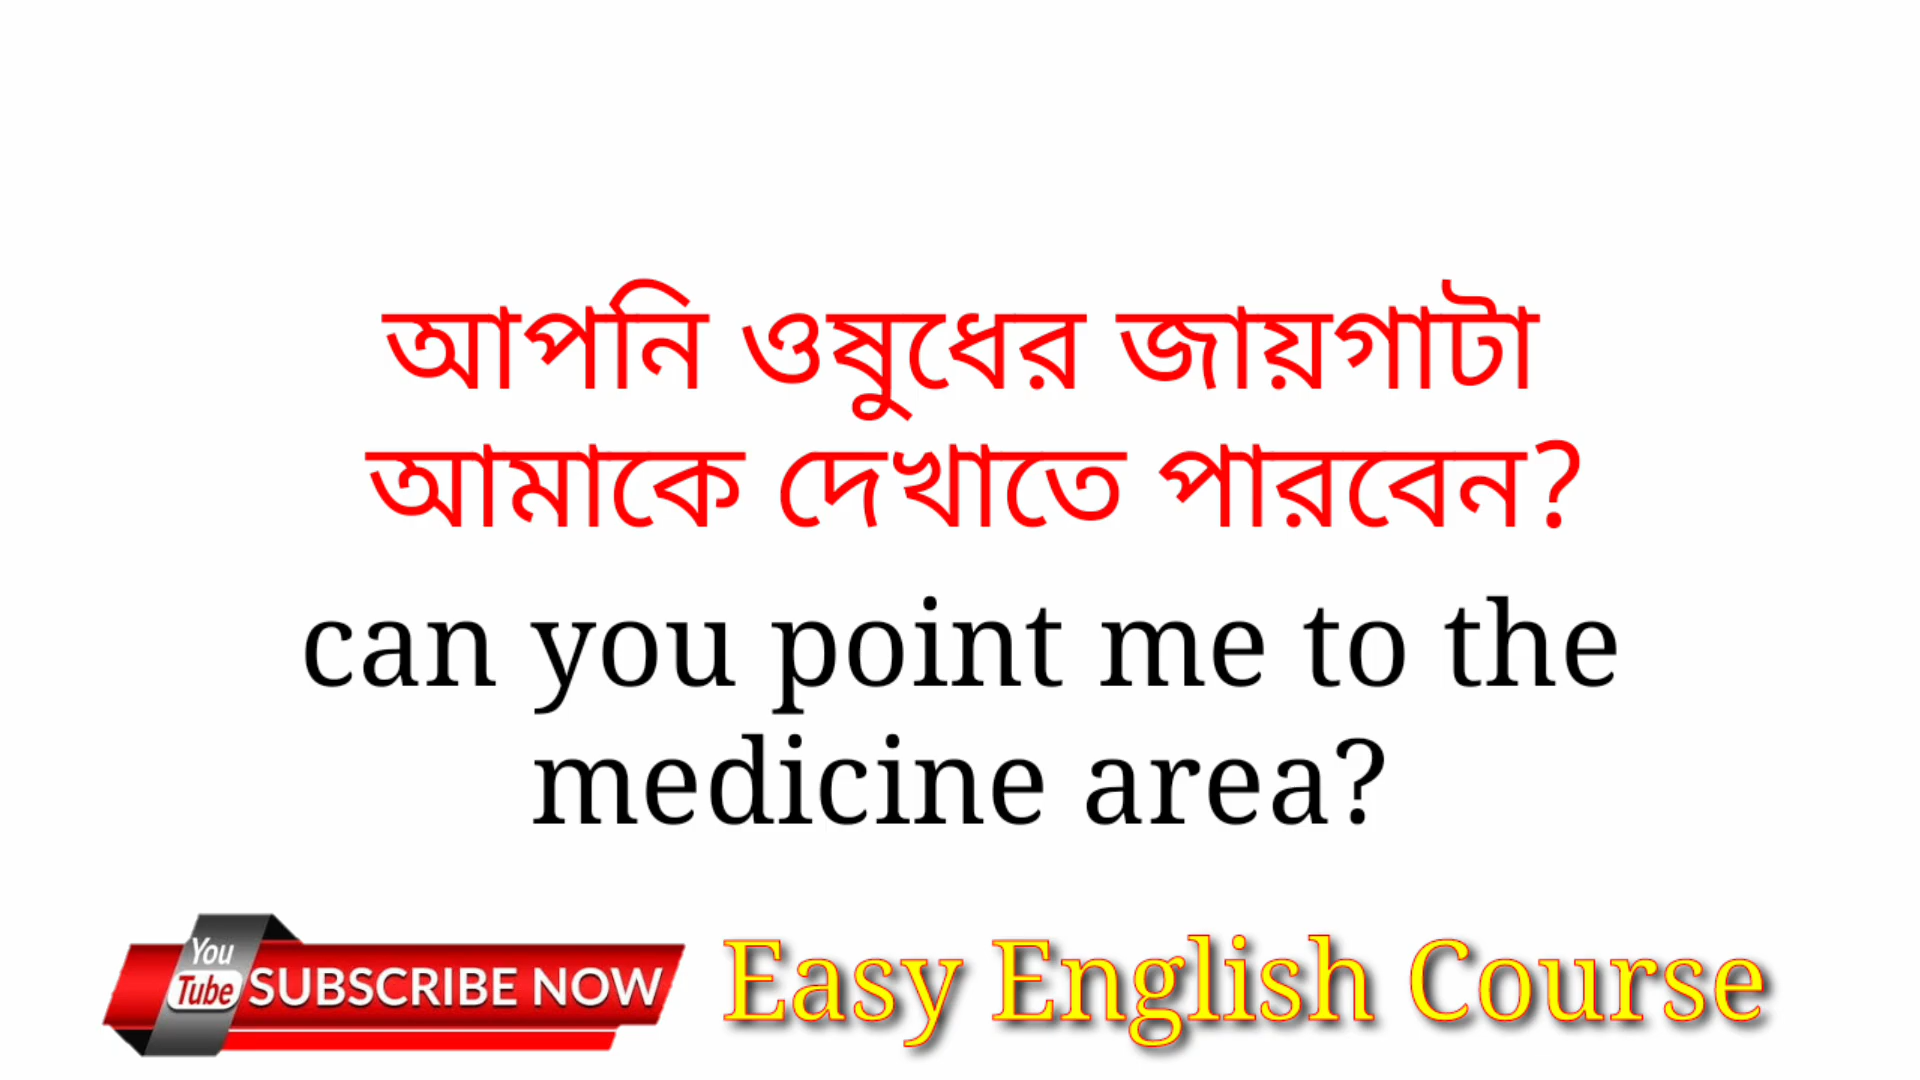 আপনি ওষুধের জায়গাটা
আমাকে দেখাতে পারবেন?
can you point me to the
medicine area?
You
Tube SUBSCRIBE NOW
Easy English Course